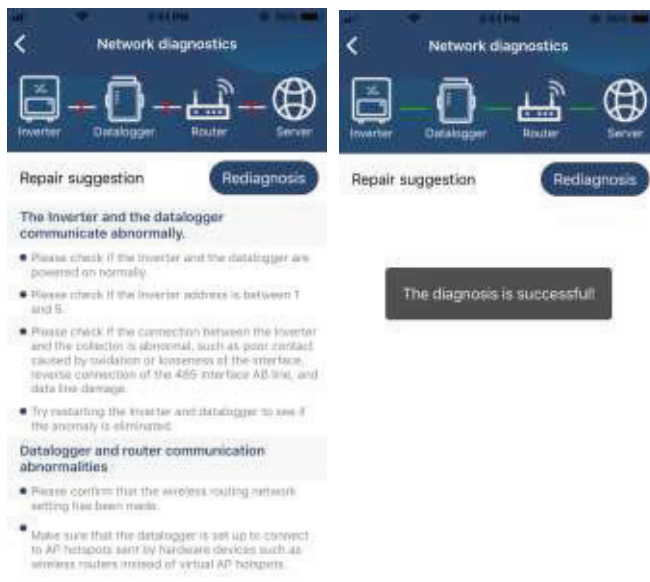 Network diagnostics
Inverter
Datalogger
Router
Server
Repair suggestion
Rediagnosis
The Inverter and the datalogger
communicate abnormally.
Please check if the Inverter and the datalogger are
powered on normally.
Please check if the Inverter address is between 1
and 5.
Please check if the connection between the Inverter
and the collector is abnormal, such as poor contact
caused by oxidation or looseness of the interface,
reverse connection of the 485 interface AB line, and
data line damage.
Try restarting the Inverter and datalogger to see if
the anomaly is eliminated.
Datalogger and router communication
abnormalities
Please confirm that the wireless routing network
setting has been made.
Make sure that the datalogger is set up to connect
to AP hotspots sent by hardware devices such as
wireless routers instead of virtual AP hotspots.
Network diagnostics
Inverter
Datalogger
Router
Server
Repair suggestion
Rediagnosis
The diagnosis is successful!